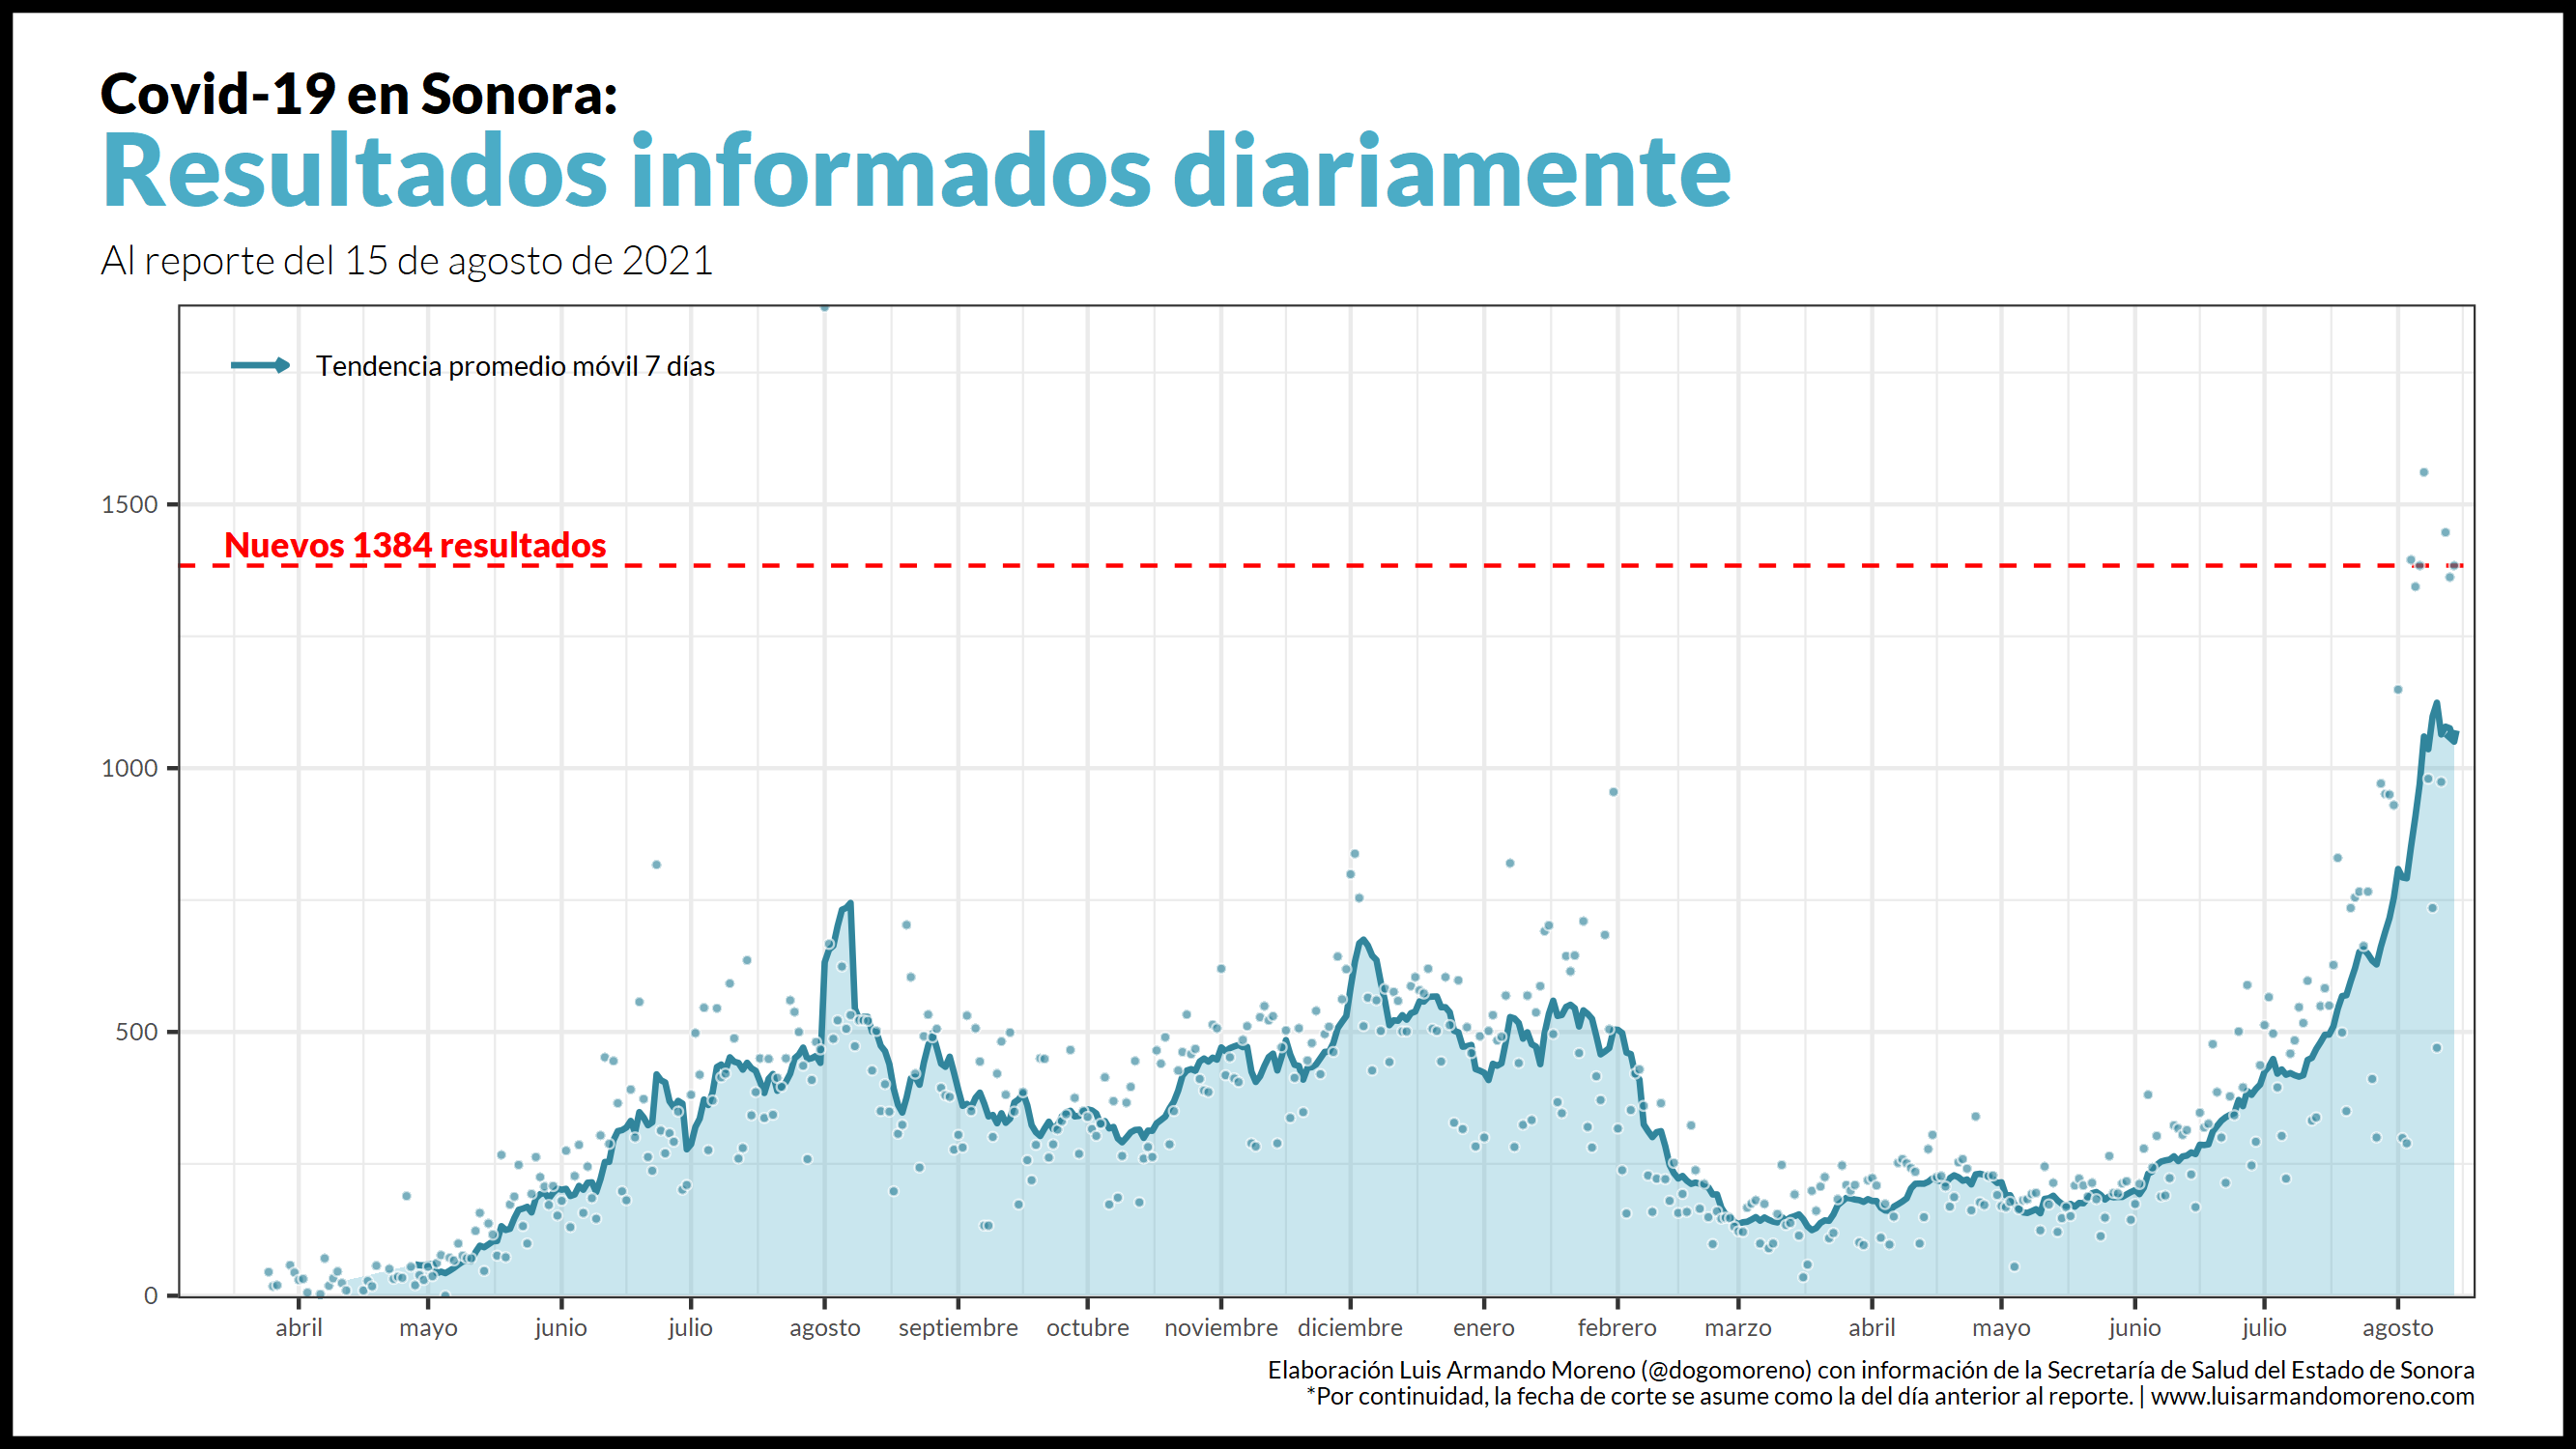 Covid-19 en Sonora:
Resultados informados diariamente
Al reporte del 15 de agosto de 2021
Tendencia promedio móvil 7 días
1500
Nuevos 1384 resultados
1000
500
0
abril mayo junio julio agosto septiembre octubre noviembre diciembre enero febrero marzo abril mayo junio julio agosto
Elaboración Luis Armando Moreno (@dogomoreno) con información de la Secretaría de Salud del Estado de Sonora
*Por continuidad, la fecha de corte se asume como la del día anterior al reporte. | www.luisarmandomoreno.com